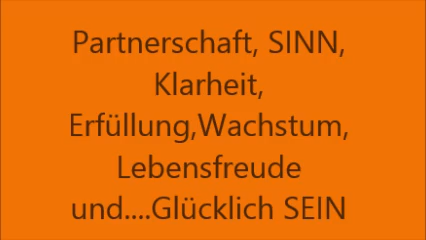 Partnerschaft, SINN,
Klarheit,
Erfüllung,Wachstum,
Lebensfreude
und....Glücklich SEIN